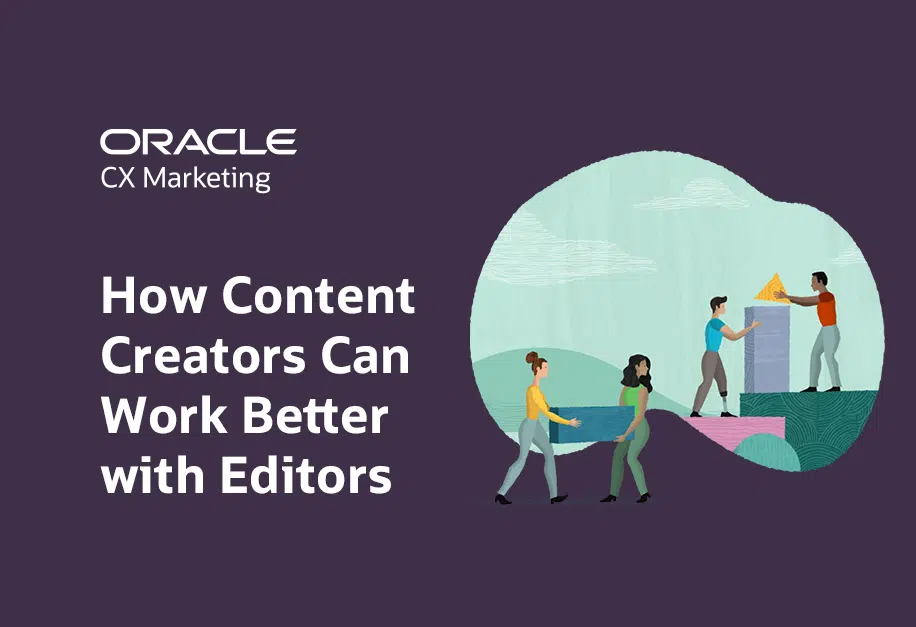 ORACLE
CX Marketing
How Content
Creators Can
Work Better
with Editors